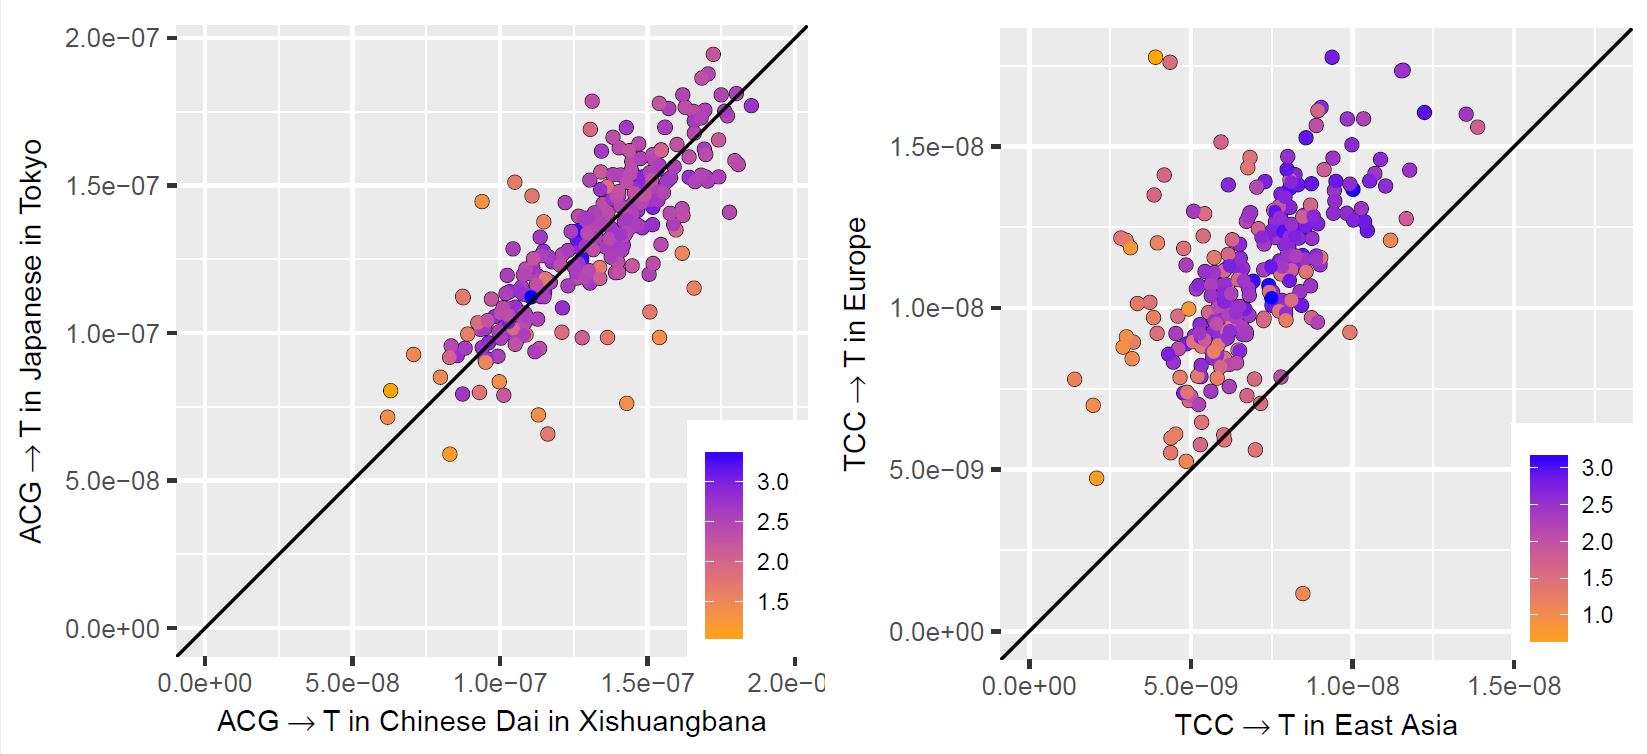 ACG → T in Japanese in Tokyo
2.0e−07
1.5e−07
1.0e−07
5.0e−08
0.0e+00
3.0
2.5
2.0
1.5
0.0e+00 5.0e−08 1.0e−07 1.5e−07 2.0e−0
ACG → T in Chinese Dai in Xishuangbana
TCC → T in Europe
1.5e−08
1.0e−08
5.0e−09
0.0e+00
3.0
2.5
2.0
1.5
1.0
0.0e+00 5.0e−09 1.0e−08 1.5e−08
TCC → T in East Asia